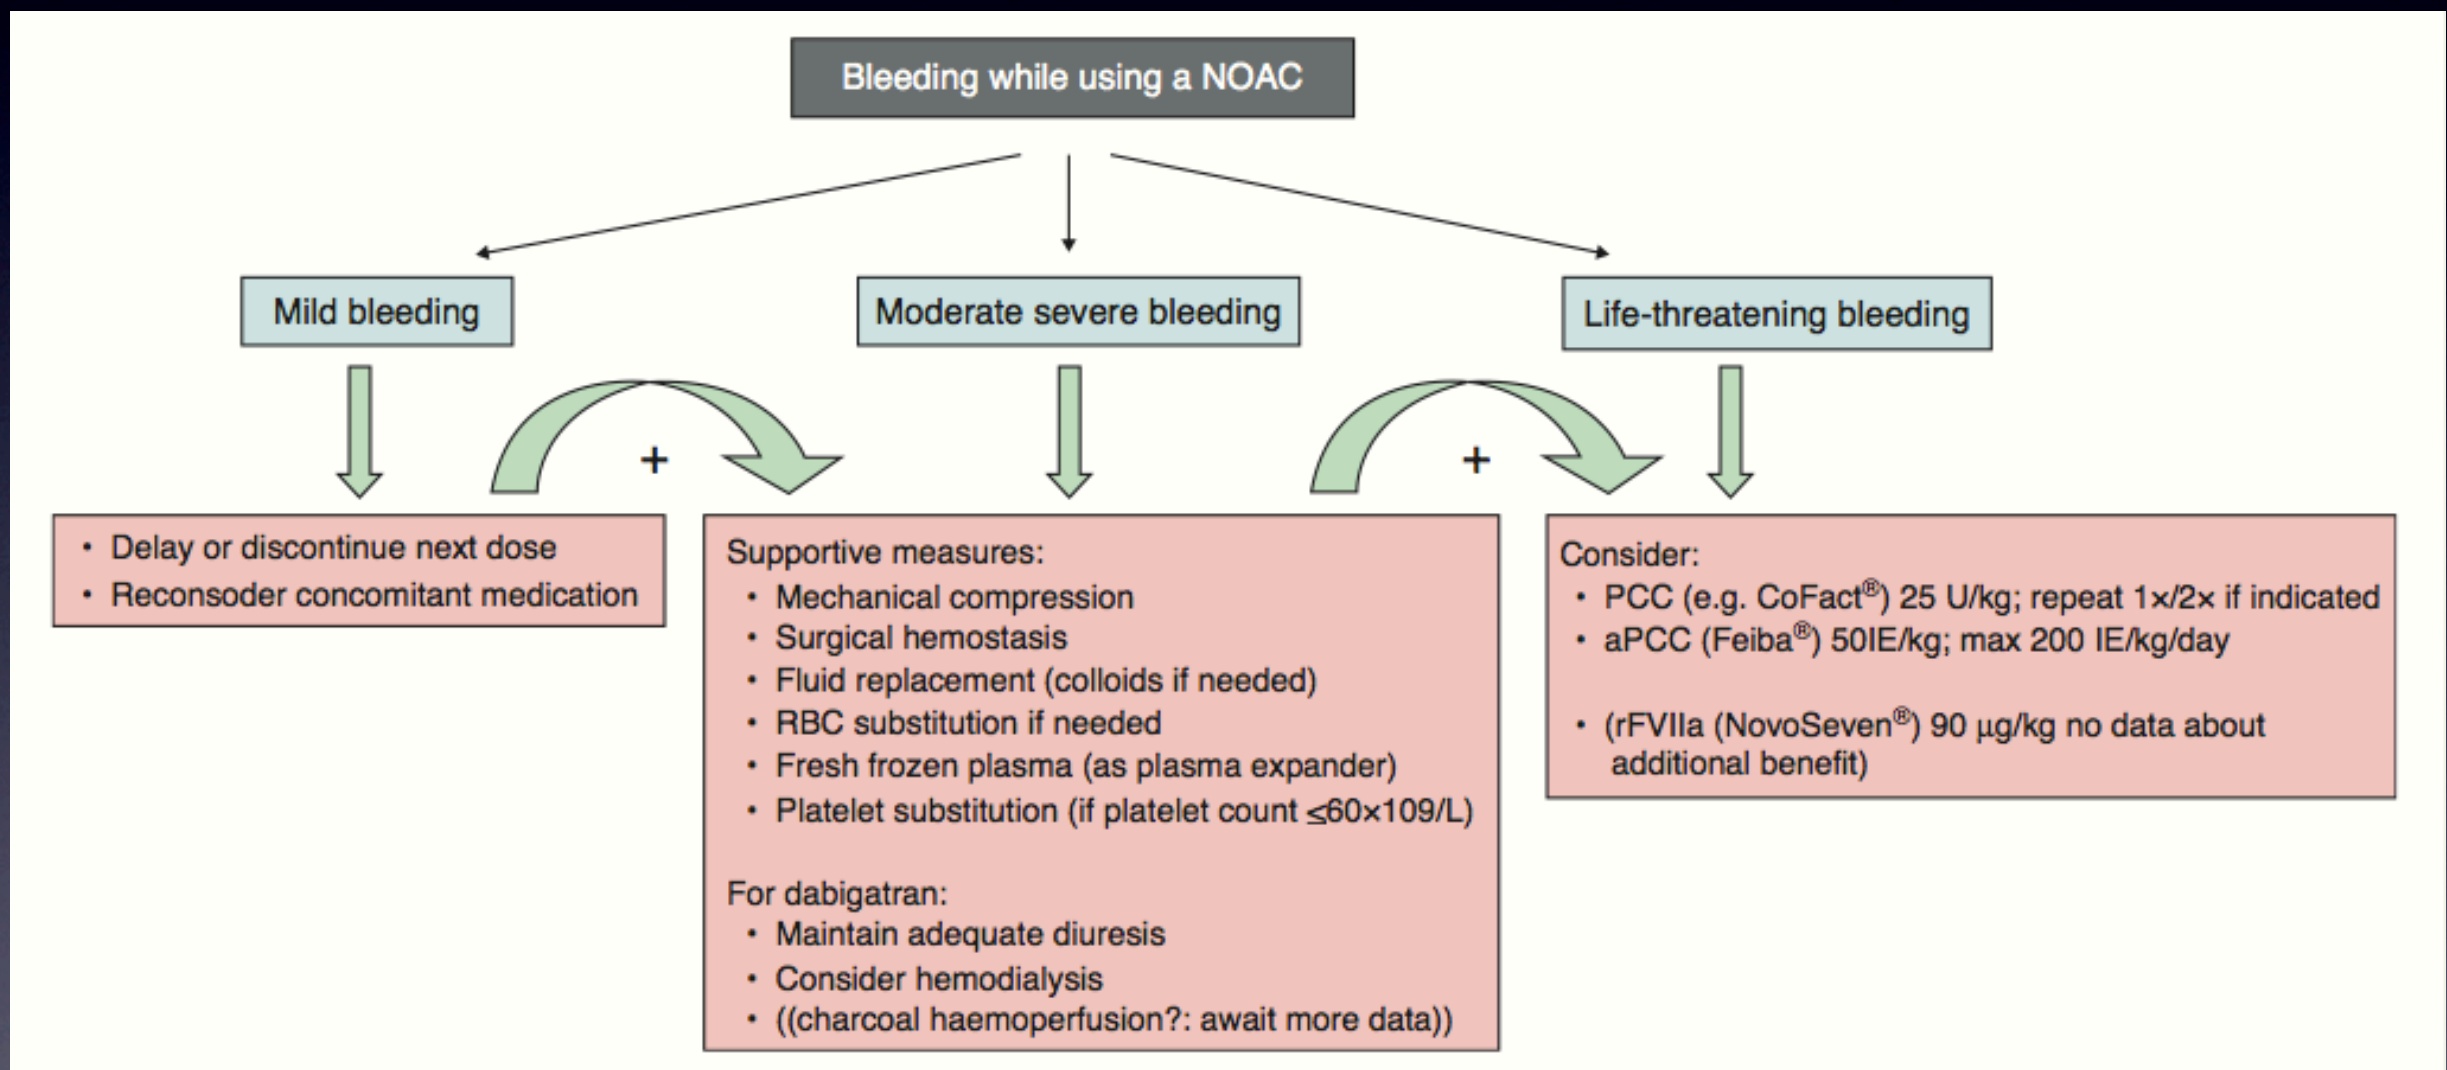 Bleeding while using a NOAC
Mild bleeding
Moderate severe bleeding
Life-threatening bleeding
+
+
• Delay or discontinue next dose
• Reconsoder concomitant medication
Supportive measures:
• Mechanical compression
• Surgical hemostasis
• Fluid replacement (colloids if needed)
• RBC substitution if needed
• Fresh frozen plasma (as plasma expander)
• Platelet substitution (if platelet count ≤60×109/L)
For dabigatran:
• Maintain adequate diuresis
• Consider hemodialysis
• ((charcoal haemoperfusion?: await more data))
Consider:
• PCC (e.g. CoFact®) 25 U/kg; repeat 1×/2× if indicated
• aPCC (Feiba®) 50IE/kg; max 200 IE/kg/day
• (rFVIIa (NovoSeven®) 90 μg/kg no data about
additional benefit)